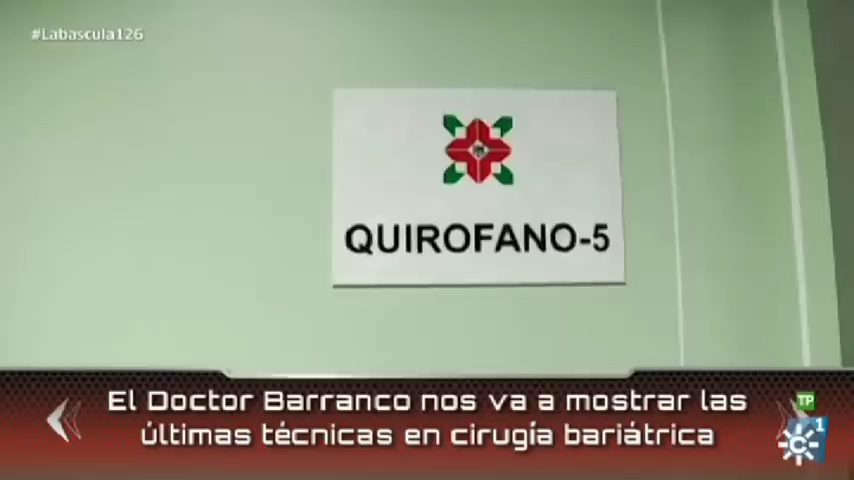 #Labascula126
QUIROFANO-5
El Doctor Barranco nos va a mostrar las
últimas técnicas en cirugía bariátrica
TP
1